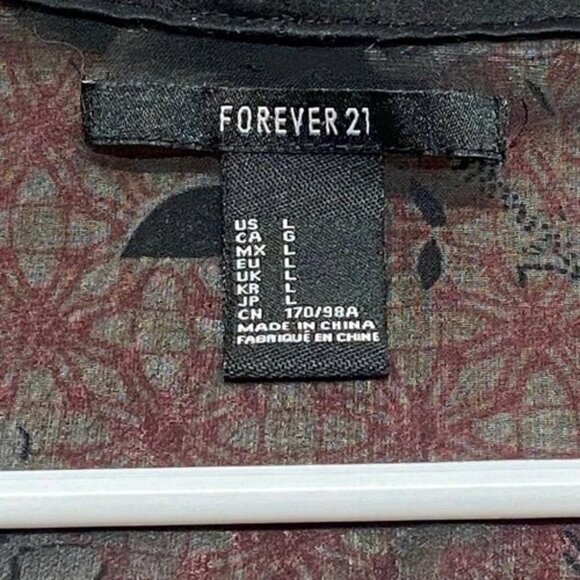 FOREVER 21
US L
CA G
MX L
EU L
UK L
KR L
JP L
CN 170/98A
MADE IN CHINA
FABRIQUÉ EN CHINE